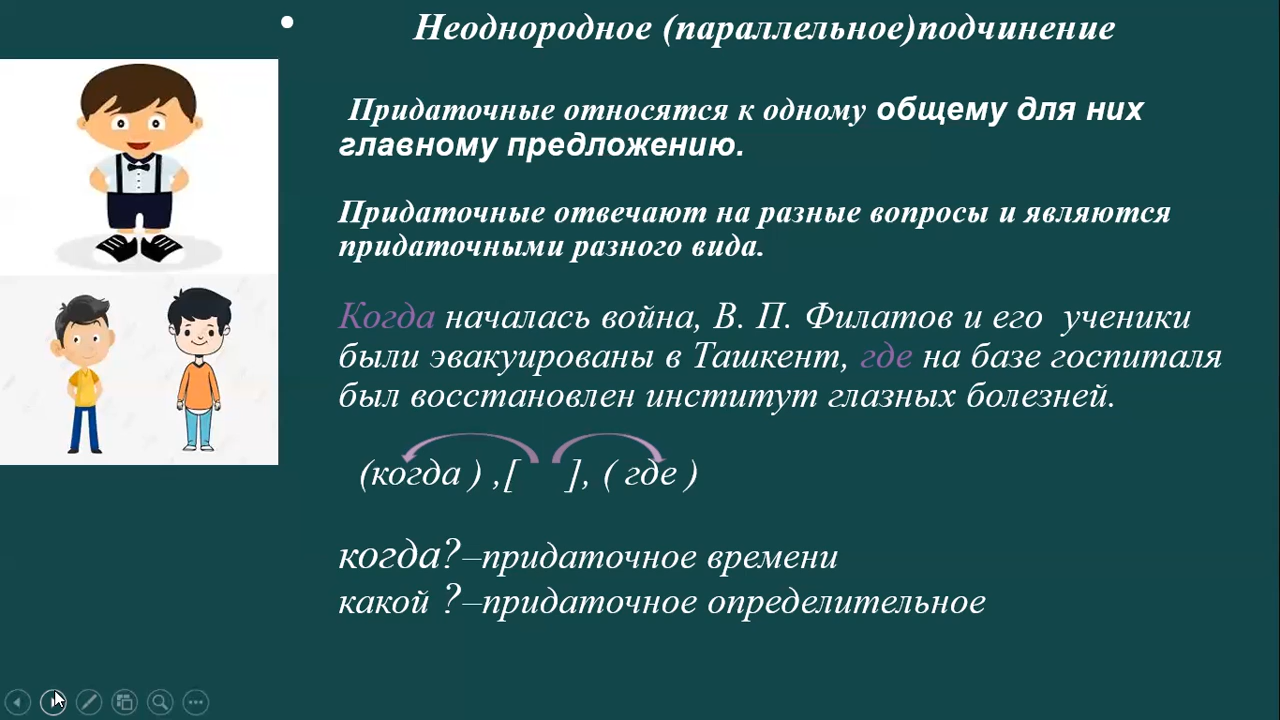 • Неоднородное (параллельное)подчинение
Придаточные относятся к одному общему для них
главному предложению.
Придаточные отвечают на разные вопросы и являются
придаточными разного вида.
Когда началась война, В. П. Филатов и его ученики
были эвакуированы в Ташкент, где на базе госпиталя
был восстановлен институт глазных болезней.
(когда ) ,[ ], ( где )
когда?–придаточное времени
какой ?–придаточное определительное